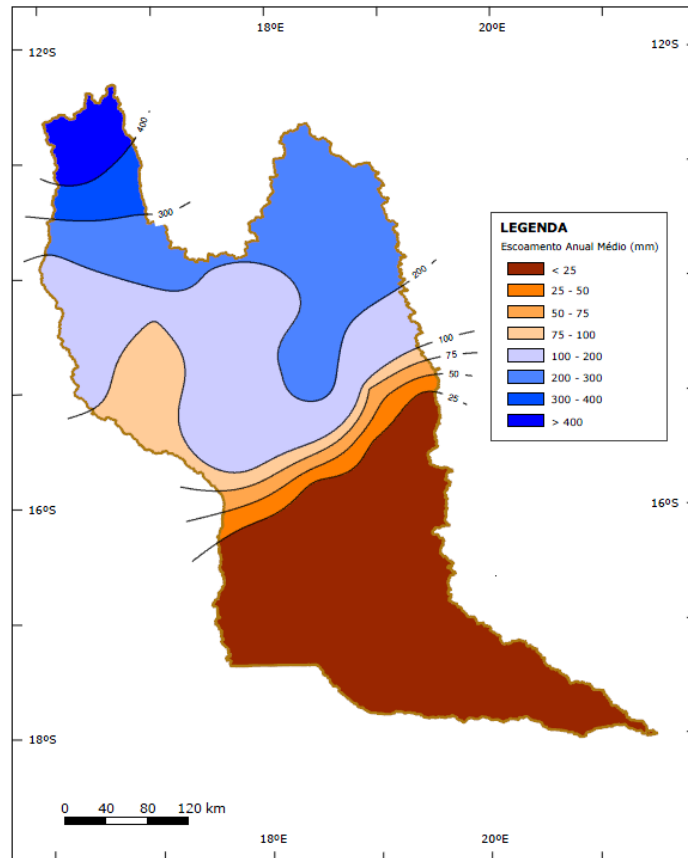 18ºE
20ºE
12ºS
12ºS
400
300
200
100
75
50
25
LEGENDA
Escoamento Anual Médio (mm)
< 25
25 - 50
50 - 75
75 - 100
100 - 200
200 - 300
300 - 400
> 400
16ºS
16ºS
18ºS
0 40 80 120 km
18ºE
20ºE